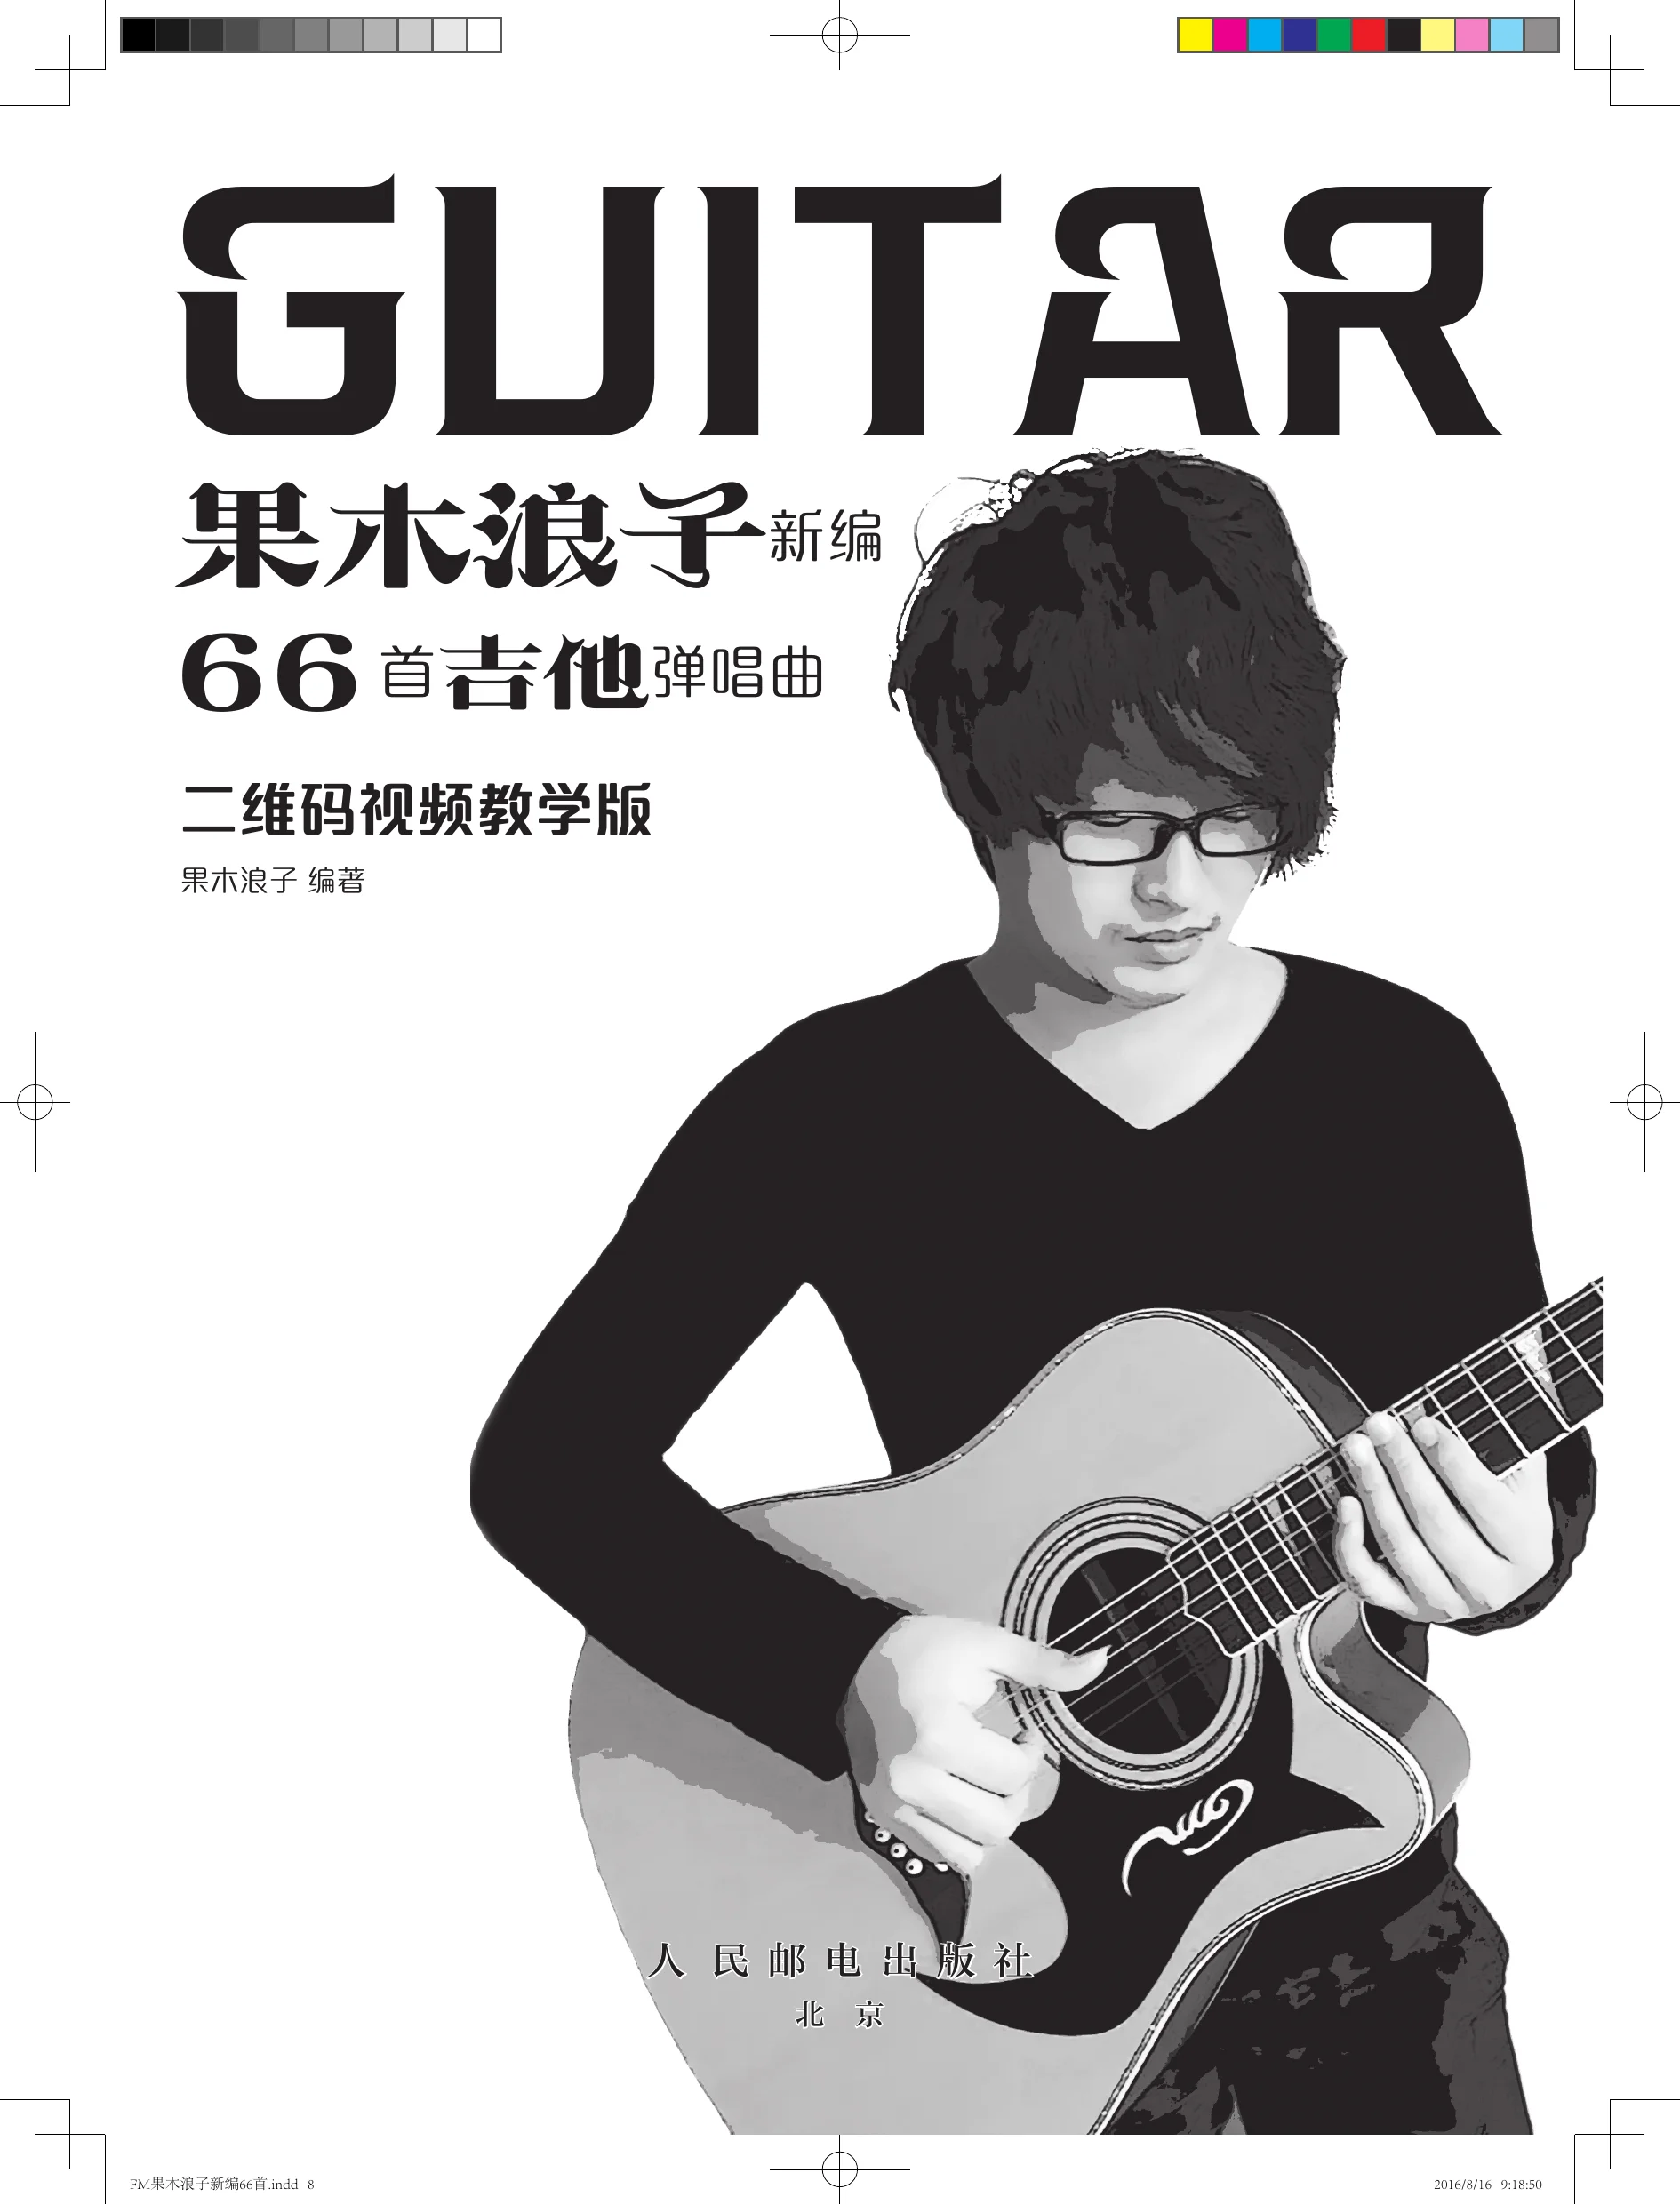 GUITAR
果木浪子新编
66首吉他弹唱曲
二维码视频教学版
果木浪子 编著
人民邮电出版社
北京
FM果木浪子新编66首.indd 8
2016/8/16 9:18:50